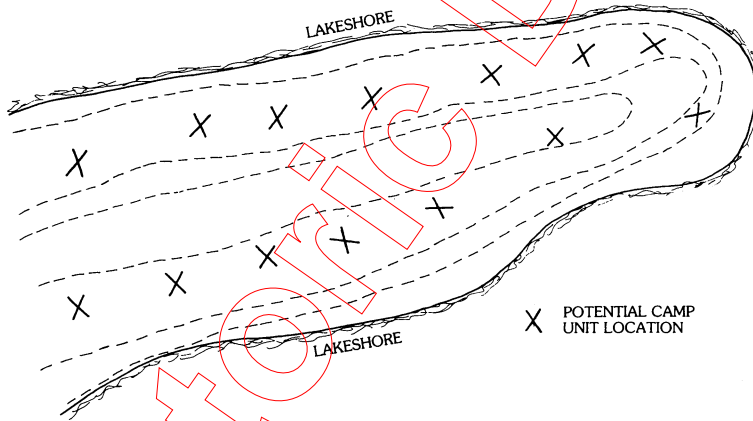 LAKESHORE
toric
POTENTIAL CAMP
UNIT LOCATION
LAKESHORE